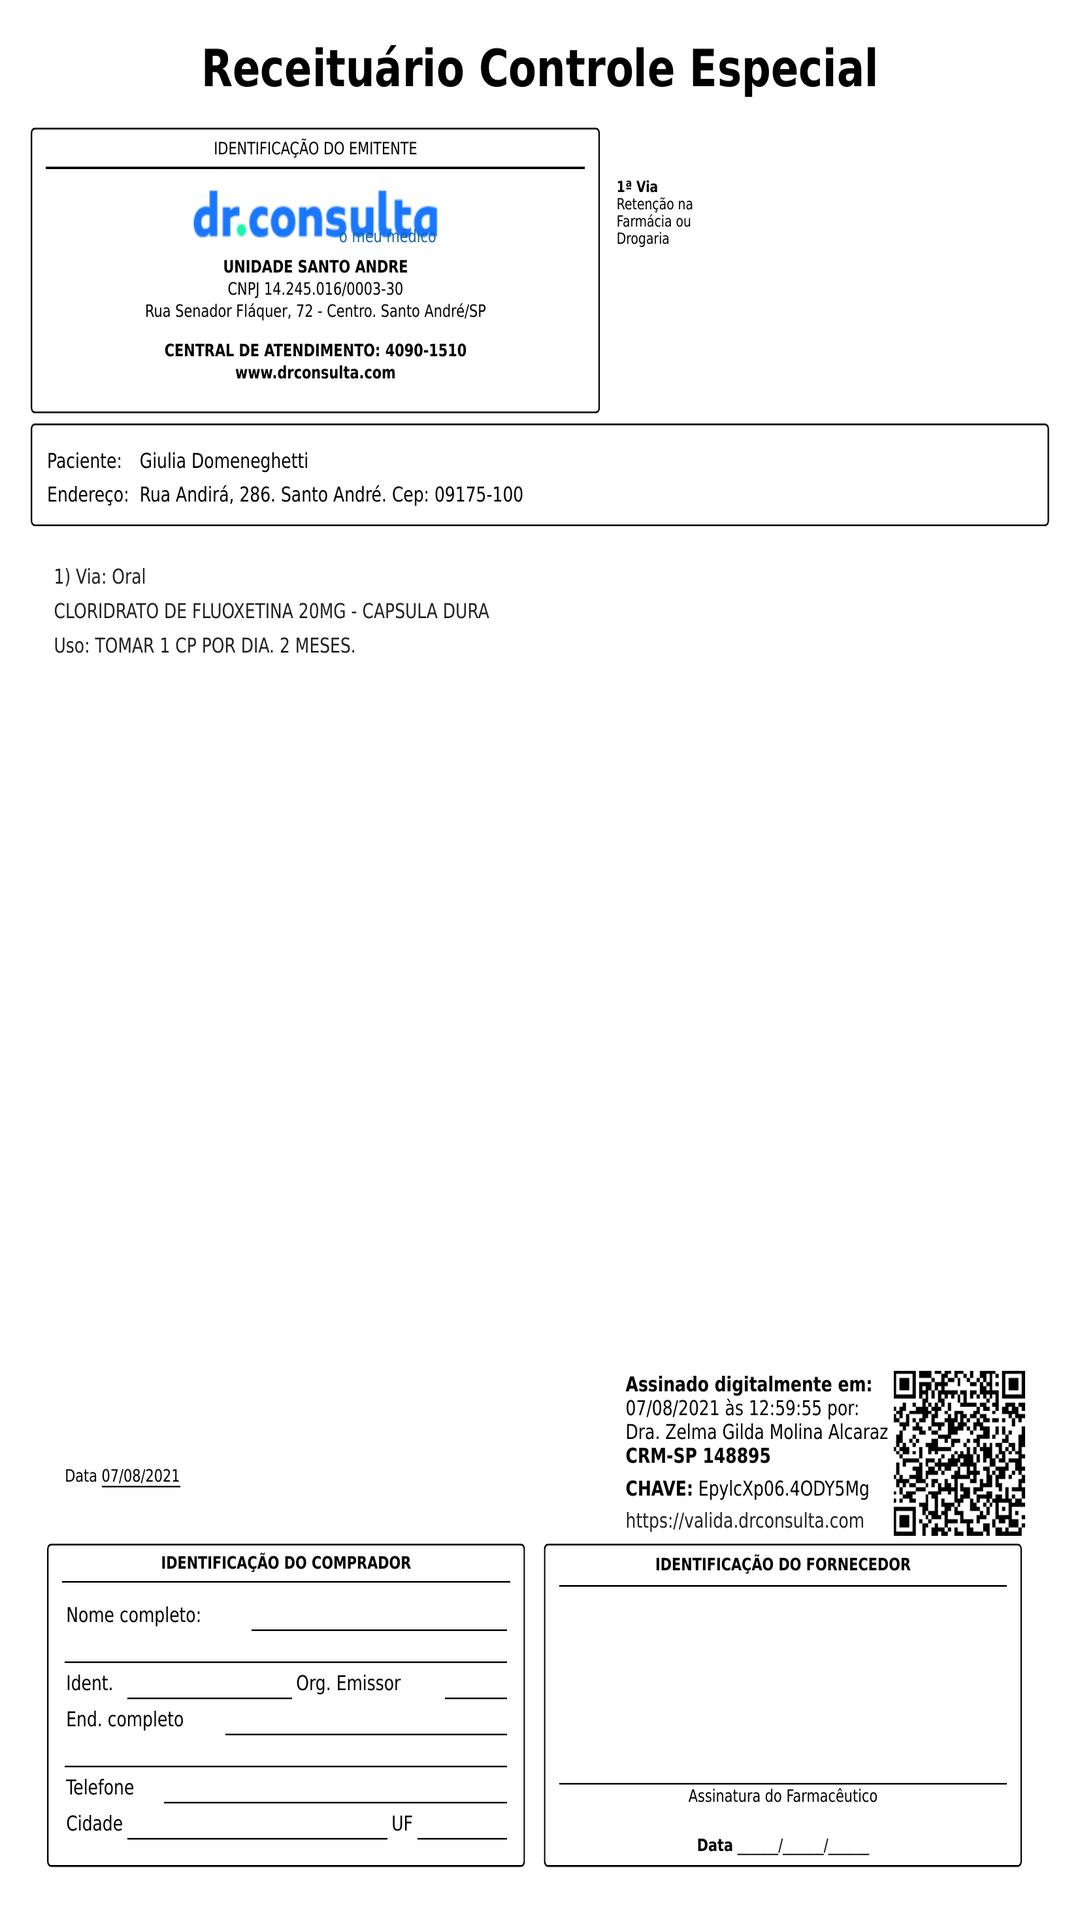 Receituário Controle Especial
IDENTIFICAÇÃO DO EMITENTE
dr.consulta
o meu médico
UNIDADE SANTO ANDRE
CNPJ 14.245.016/0003-30
Rua Senador Fláquer, 72 - Centro. Santo André/SP
CENTRAL DE ATENDIMENTO: 4090-1510
www.drconsulta.com
1ª Via
Retenção na
Farmácia ou
Drogaria
Paciente: Giulia Domeneghetti
Endereço: Rua Andirá, 286. Santo André. Cep: 09175-100
1) Via: Oral
CLORIDRATO DE FLUOXETINA 20MG - CAPSULA DURA
Uso: TOMAR 1 CP POR DIA. 2 MESES.
Assinado digitalmente em:
07/08/2021 às 12:59:55 por:
Dra. Zelma Gilda Molina Alcaraz
CRM-SP 148895
CHAVE: EpylcXp06.4ODY5Mg
https://valida.drconsulta.com
Data 07/08/2021
IDENTIFICAÇÃO DO COMPRADOR
Nome completo:
Ident. Org. Emissor
End. completo
Telefone
Cidade UF
IDENTIFICAÇÃO DO FORNECEDOR
Assinatura do Farmacêutico
Data _____/_____/_____